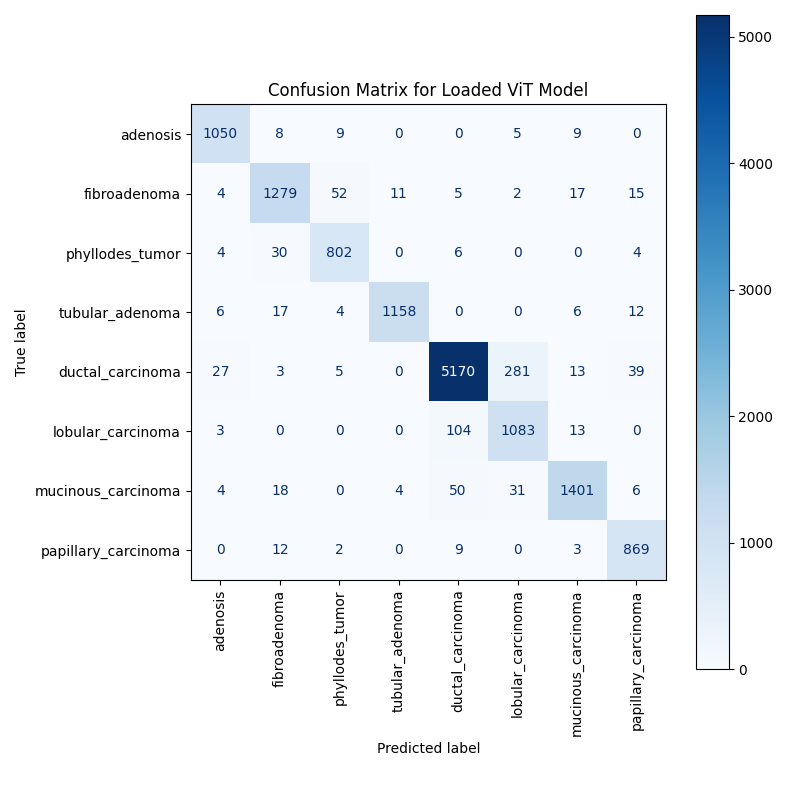 Confusion Matrix for Loaded ViT Model
adenosis 1050 8 9 0 0 5 9 0
fibroadenoma 4 1279 52 11 5 2 17 15
phyllodes_tumor 4 30 802 0 6 0 0 4
tubular_adenoma 6 17 4 1158 0 0 6 12
ductal_carcinoma 27 3 5 0 5170 281 13 39
lobular_carcinoma 3 0 0 0 104 1083 13 0
mucinous_carcinoma 4 18 0 4 50 31 1401 6
papillary_carcinoma 0 12 2 0 9 0 3 869
True label
adenosis
fibroadenoma
phyllodes_tumor
tubular_adenoma
ductal_carcinoma
lobular_carcinoma
mucinous_carcinoma
papillary_carcinoma
Predicted label
5000
4000
3000
2000
1000
0